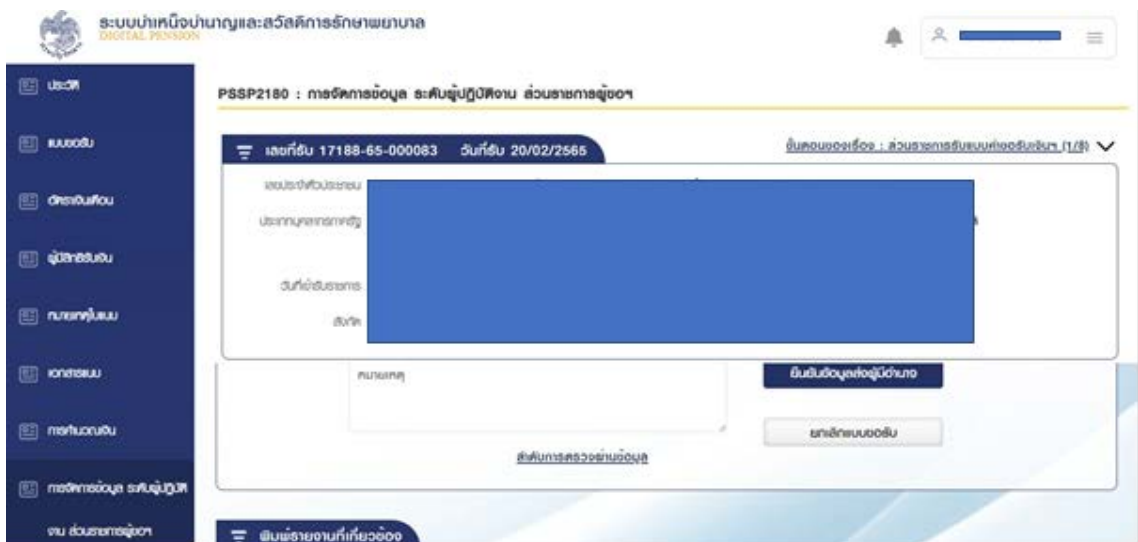 ระบบบำเหน็จบำนาญและสวัสดิการรักษาพยาบาล
DIGITAL PENSION
ประวัติ
PSSP2180 : การจัดการข้อมูล ระดับผู้ปฏิบัติงาน ส่วนราชการผู้ขอฯ
แบบขอรับ
เลขที่รับ 17188-65-000083 วันที่รับ 20/02/2565
ขั้นตอนของเรื่อง : ส่วนราชการรับแบบคำขอรับเงินฯ (1/8)
เลขประจำตัวประชาชน
อัตราเงินเดือน
ประเภทบุคลากรภาครัฐ
ผู้มีสิทธิรับเงิน
วันที่เข้ารับราชการ
หมายเหตุในแบบ
สังกัด
เอกสารแบบ
หมายเหตุ
ยืนยันข้อมูลส่งผู้มีอำนาจ
การคำนวณเงิน
ยกเลิกแบบขอรับ
ลำดับการตรวจผ่านข้อมูล
การจัดการข้อมูล ระดับผู้ปฏิบัติ
งาน ส่วนราชการผู้ขอฯ
พิมพ์รายงานที่เกี่ยวข้อง